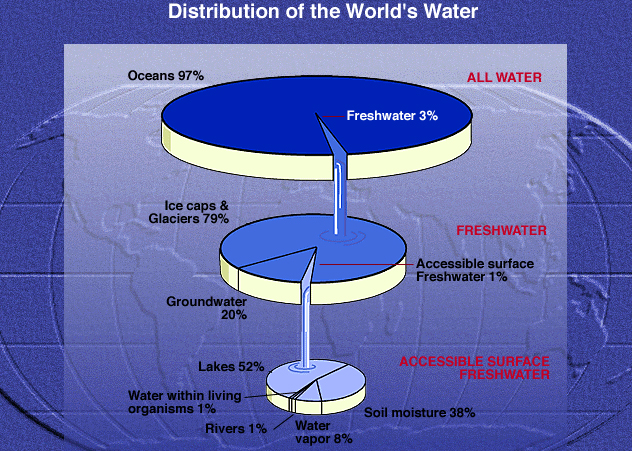 Distribution of the World's Water
Oceans 97%
ALL WATER
Freshwater 3%
Ice caps &
Glaciers 79%
FRESHWATER
Accessible surface
Freshwater 1%
Groundwater
20%
ACCESSIBLE SURFACE
FRESHWATER
Lakes 52%
Water within living
organisms 1%
Rivers 1%
Water
vapor 8%
Soil moisture 38%